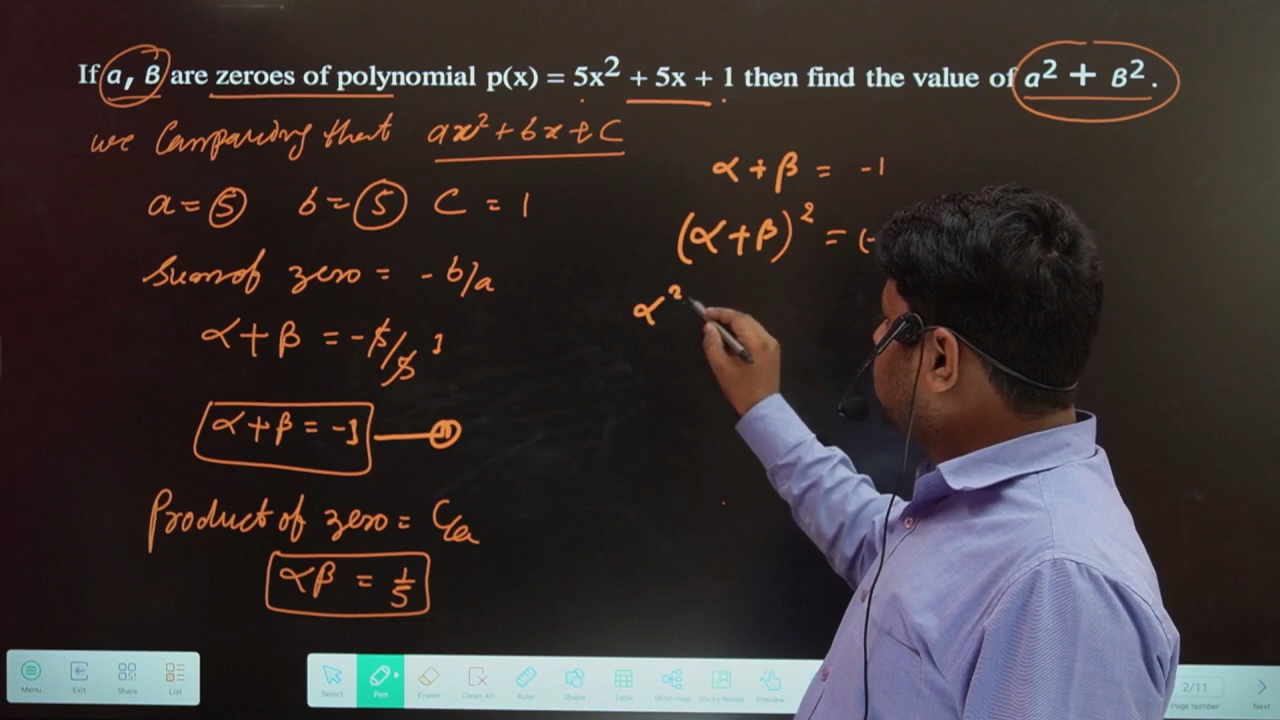 If a, B are zeroes of polynomial p(x) = 5x² + 5x + 1 then find the value of a² + B².
we Comparing that ax² + bx + C
a = 5 b = 5 C = 1
Sum of zero = - b/a
α + β = -5/5 1
α + β = -1
Product of zero = C/a
αβ = 1/5
α + β = -1
(α + β)² = (-
α²
Menu Exit Share List
Select Pen Eraser Clean All Ruler Shape Table Mind map Sticky Notes Preview
2/11
Page number Next